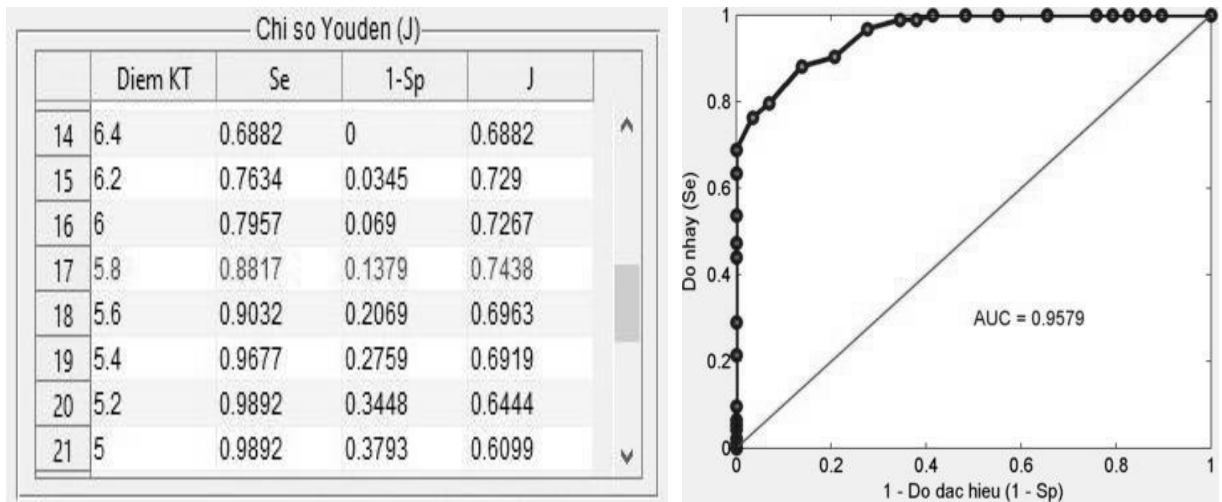 Chi so Youden (J)
Diem KT Se 1-Sp J
14 6.4 0.6882 0 0.6882
15 6.2 0.7634 0.0345 0.729
16 6 0.7957 0.069 0.7267
17 5.8 0.8817 0.1379 0.7438
18 5.6 0.9032 0.2069 0.6963
19 5.4 0.9677 0.2759 0.6919
20 5.2 0.9892 0.3448 0.6444
21 5 0.9892 0.3793 0.6099
1
0.8
0.6
0.4
0.2
0
Do nhay (Se)
AUC = 0.9579
0 0.2 0.4 0.6 0.8 1
1 - Do dac hieu (1 - Sp)